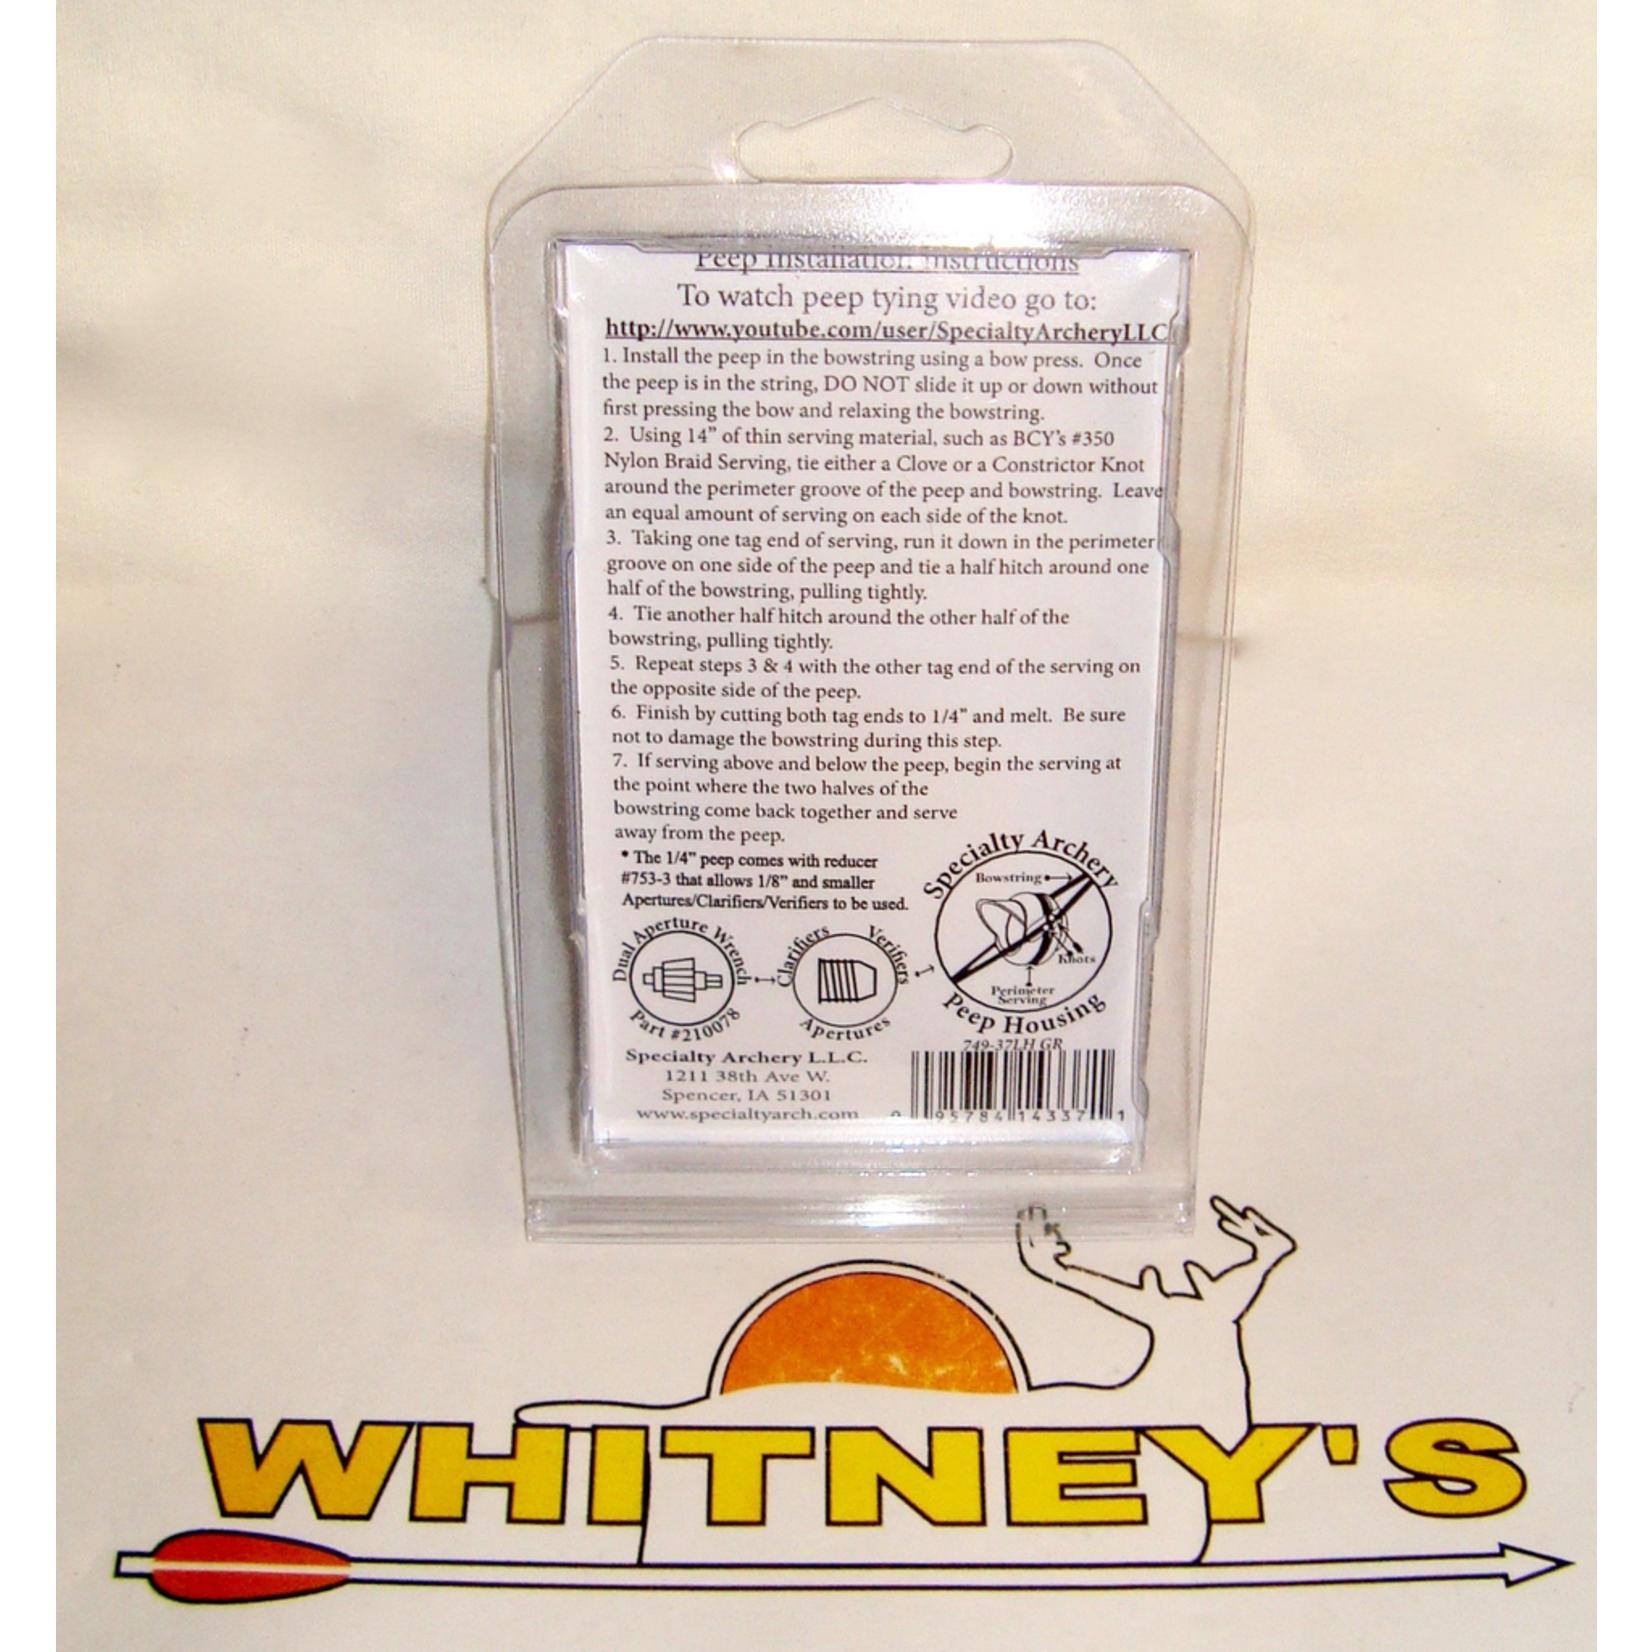 Peep Installation Instructions
To watch peep tying video go to:
http://www.youtube.com/user/SpecialtyArcheryLLC
1. Install the peep in the bowstring using a bow press. Once
the peep is in the string, DO NOT slide it up or down without
first pressing the bow and relaxing the bowstring.
2. Using 14” of thin serving material, such as BCY’s #350
Nylon Braid Serving, tie either a Clove or a Constrictor Knot
around the perimeter groove of the peep and bowstring. Leave
an equal amount of serving on each side of the knot.
3. Taking one tag end of serving, run it down in the perimeter
groove on one side of the peep and tie a half hitch around one
half of the bowstring, pulling tightly.
4. Tie another half hitch around the other half of the
bowstring, pulling tightly.
5. Repeat steps 3 & 4 with the other tag end of the serving on
the opposite side of the peep.
6. Finish by cutting both tag ends to 1/4” and melt. Be sure
not to damage the bowstring during this step.
7. If serving above and below the peep, begin the serving at
the point where the two halves of the
bowstring come back together and serve
away from the peep.
* The 1/4” peep comes with reducer
#753-3 that allows 1/8” and smaller
Apertures/Clarifiers/Verifiers to be used.
Dual Aperture Wrench
Part #210078
Clarifiers
Verifiers
Apertures
Specialty Archery
Bowstring
Knots
Perimeter
Serving
Peep Housing
749-37LH GR
Specialty Archery L.L.C.
1211 38th Ave W.
Spencer, IA 51301
www.specialtyarch.com
0 95784 14337 1
WHITNEY'S